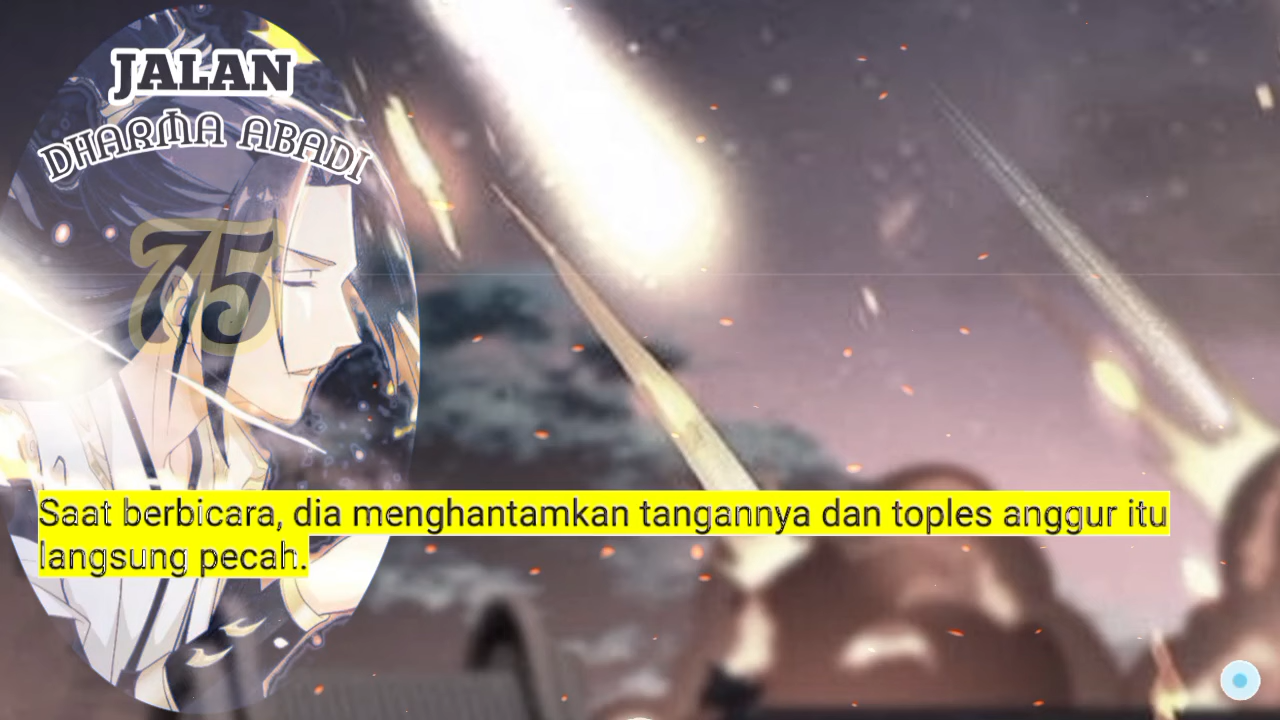 JALAN
DHARMA ABADI
75
Saat berbicara, dia menghantamkan tangannya dan toples anggur itu
langsung pecah.